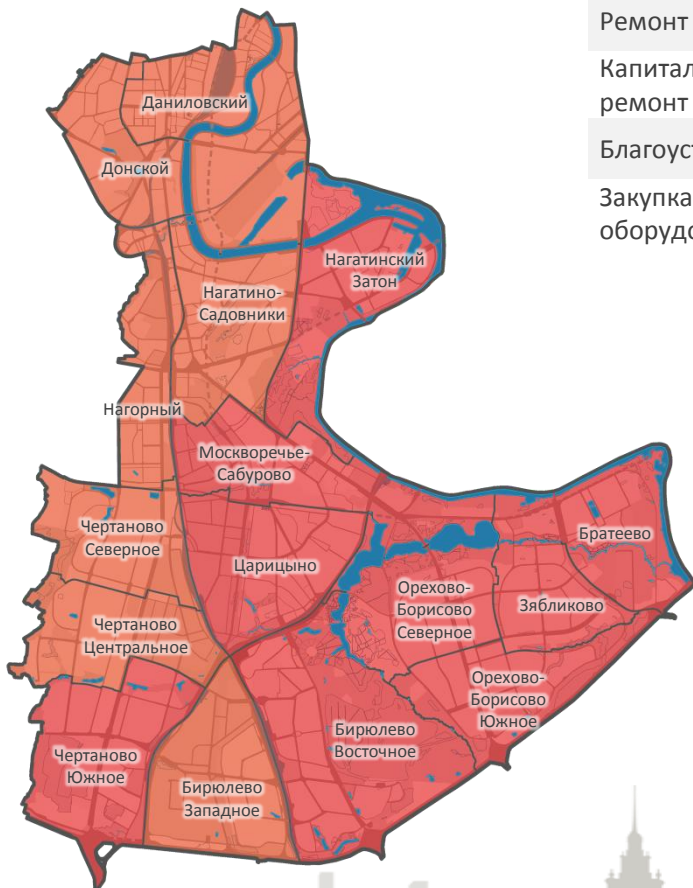 Ремонт
Капитал
ремонт
Благоуст
Закупка
оборудо
Даниловский
Донской
Нагатинский
Затон
Нагатино-
Садовники
Нагорный
Москворечье-
Сабурово
Чертаново
Северное
Братеево
Царицыно
Орехово-
Борисово
Северное
Зябликово
Чертаново
Центральное
Орехово-
Борисово
Южное
Бирюлево
Восточное
Чертаново
Южное
Бирюлево
Западное